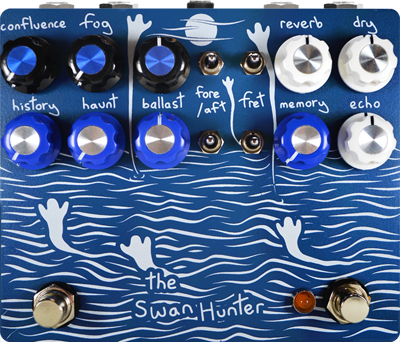 confluence fog reverb dry
history haunt ballast fore fret memory echo
/aft
the
Swan Hunter